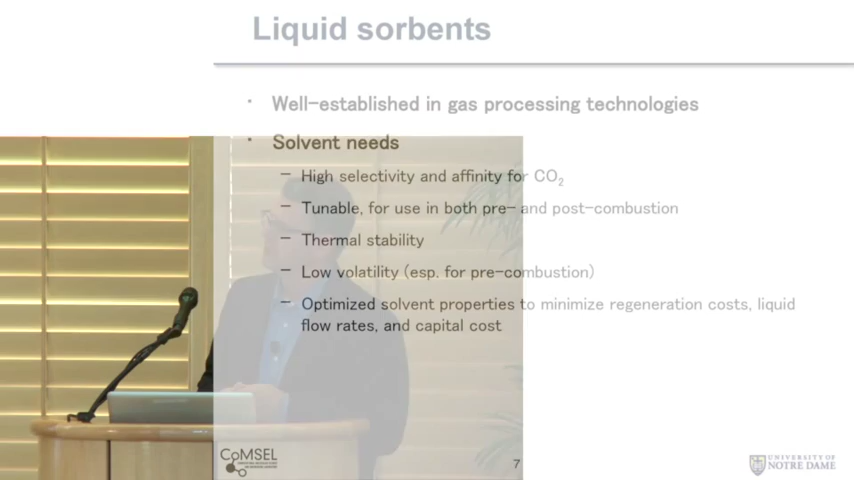 Liquid sorbents
· Well-established in gas processing technologies
· Solvent needs
– High selectivity and affinity for CO₂
– Tunable, for use in both pre- and post-combustion
– Thermal stability
– Low volatility (esp. for pre-combustion)
– Optimized solvent properties to minimize regeneration costs, liquid
flow rates, and capital cost
CoMSEL
7
UNIVERSITY OF
NOTRE DAME